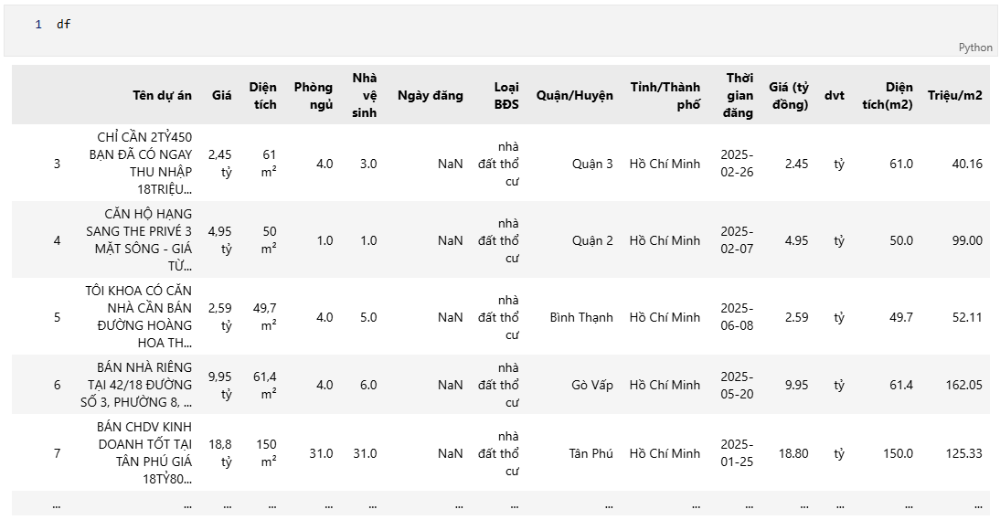 1 df
Python
Tên dự án Giá Diện tích Phòng ngủ Nhà vệ sinh Ngày đăng Loại BĐS Quận/Huyện Tỉnh/Thành phố Thời gian đăng Giá (tỷ đồng) dvt Diện tích(m2) Triệu/m2
3 CHỈ CẦN 2TỶ450 BẠN ĐÃ CÓ NGAY THU NHẬP 18TRIỆU... 2,45 tỷ 61 m² 4.0 3.0 NaN nhà đất thổ cư Quận 3 Hồ Chí Minh 2025-02-26 2.45 tỷ 61.0 40.16
4 CĂN HỘ HẠNG SANG THE PRIVÉ 3 MẶT SÔNG - GIÁ TỪ... 4,95 tỷ 50 m² 1.0 1.0 NaN nhà đất thổ cư Quận 2 Hồ Chí Minh 2025-02-07 4.95 tỷ 50.0 99.00
5 TÔI KHOA CÓ CĂN NHÀ CẦN BÁN ĐƯỜNG HOÀNG HOA TH... 2,59 tỷ 49,7 m² 4.0 5.0 NaN nhà đất thổ cư Bình Thạnh Hồ Chí Minh 2025-06-08 2.59 tỷ 49.7 52.11
6 BÁN NHÀ RIÊNG TẠI 42/18 ĐƯỜNG SỐ 3, PHƯỜNG 8, ... 9,95 tỷ 61,4 m² 4.0 6.0 NaN nhà đất thổ cư Gò Vấp Hồ Chí Minh 2025-05-20 9.95 tỷ 61.4 162.05
7 BÁN CHDV KINH DOANH TỐT TẠI TÂN PHÚ GIÁ 18TỶ80... 18,8 tỷ 150 m² 31.0 31.0 NaN nhà đất thổ cư Tân Phú Hồ Chí Minh 2025-01-25 18.80 tỷ 150.0 125.33
... ... ... ... ... ... ... ... ... ... ... ... ... ... ...